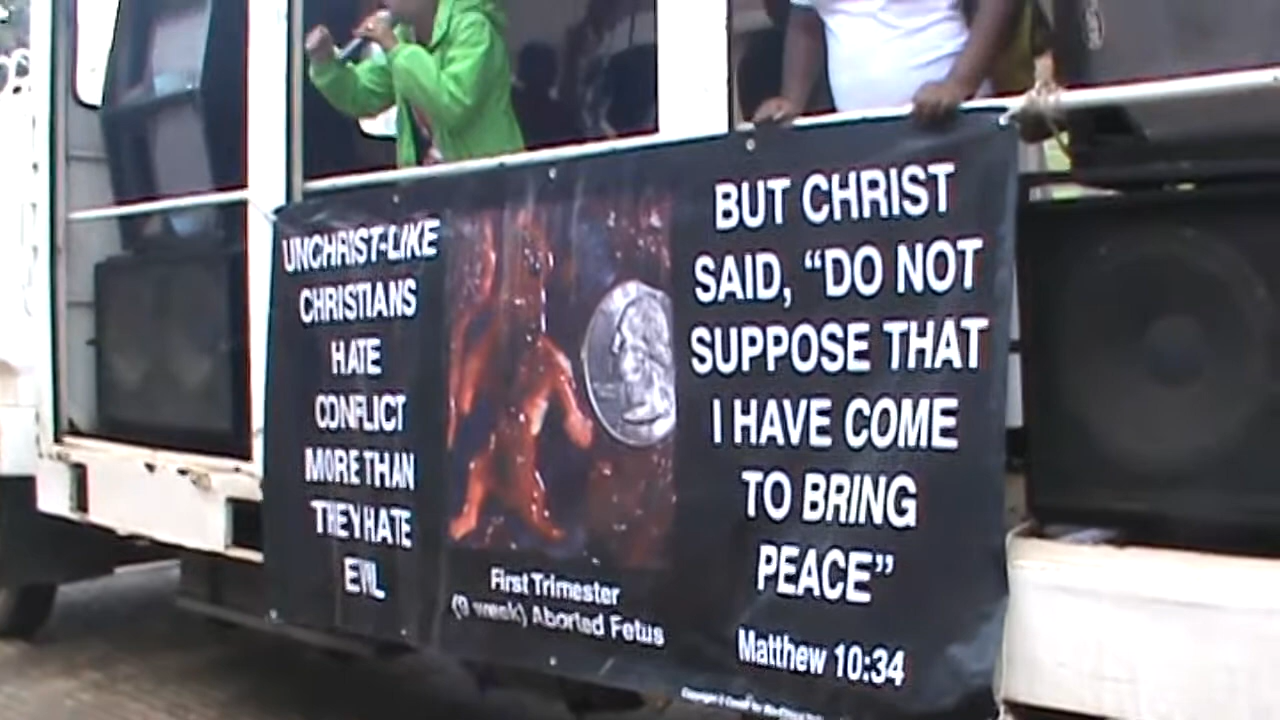 UNCHRIST-LIKE
CHRISTIANS
HATE
CONFLICT
MORE THAN
THEY HATE
EVIL
First Trimester
(9 week) Aborted Fetus
BUT CHRIST
SAID, “DO NOT
SUPPOSE THAT
I HAVE COME
TO BRING
PEACE”
Matthew 10:34